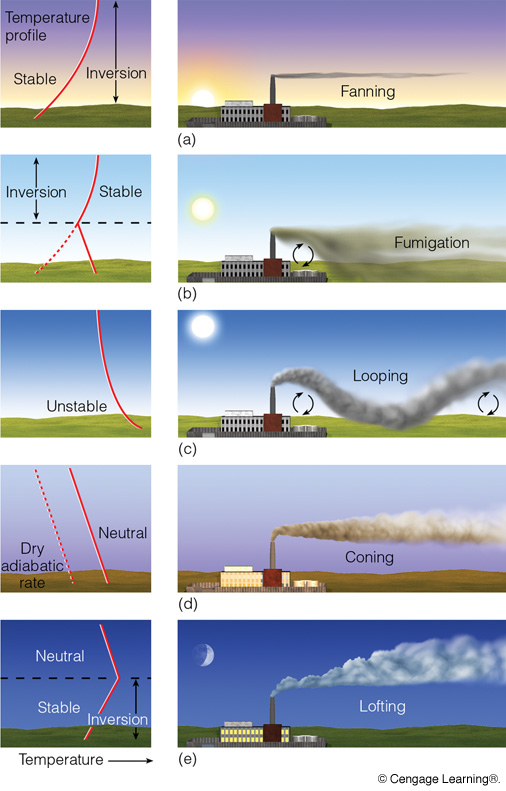 Temperature
profile
Stable
Inversion
Fanning
(a)
Inversion
Stable
Fumigation
(b)
Unstable
Looping
(c)
Dry
adiabatic
rate
Neutral
Coning
(d)
Neutral
Stable
Inversion
Lofting
Temperature
(e)
© Cengage Learning®.